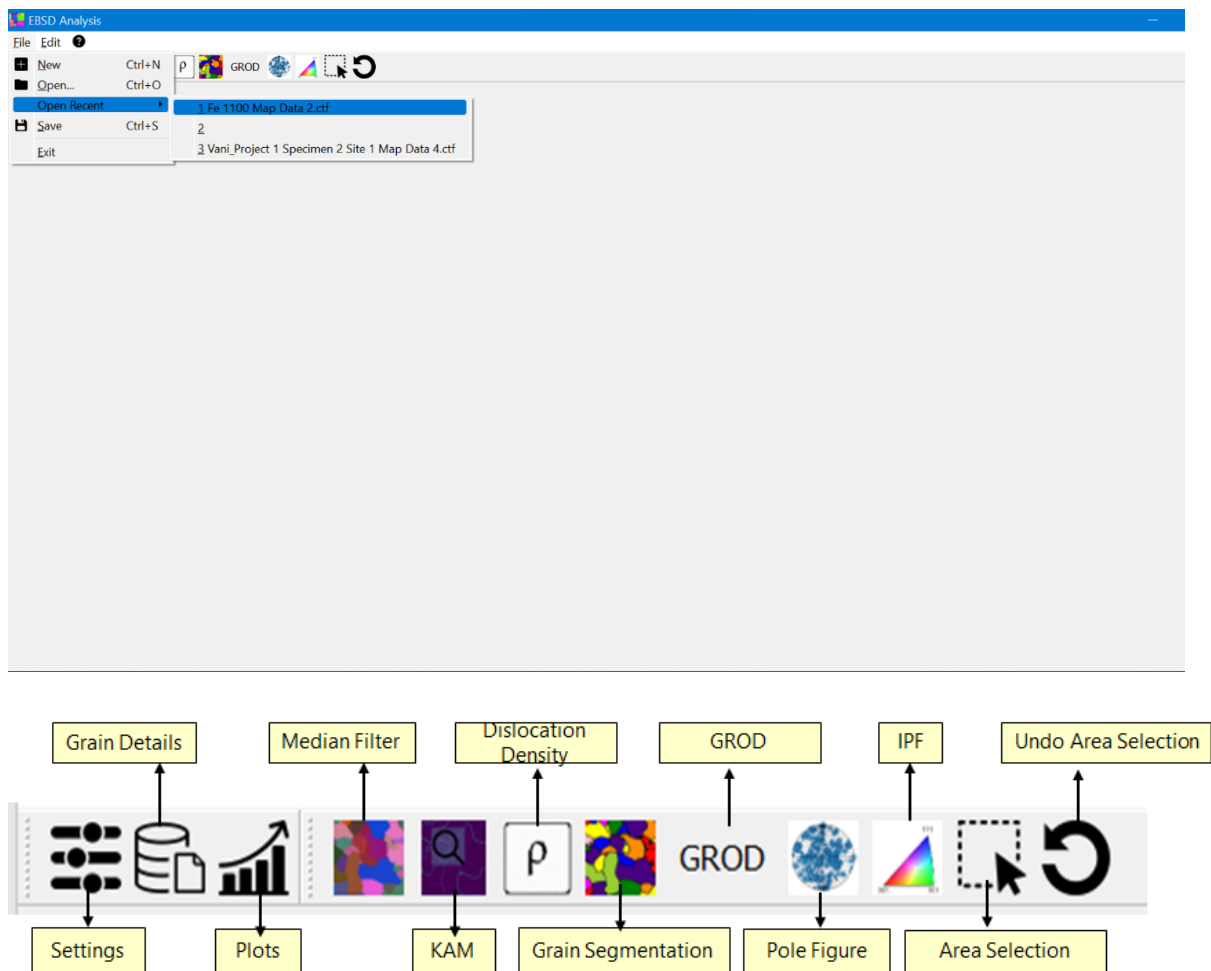 EBSD Analysis
File Edit
New Ctrl+N
ρ GROD
Open... Ctrl+O
Open Recent
1 Fe 1100 Map Data 2.ctf
Save Ctrl+S
2
Exit
3 Vani_Project 1 Specimen 2 Site 1 Map Data 4.ctf
Grain Details
Median Filter
Dislocation
Density
GROD
IPF
Undo Area Selection
ρ
GROD
111
Settings
Plots
KAM
Grain Segmentation
Pole Figure
Area Selection